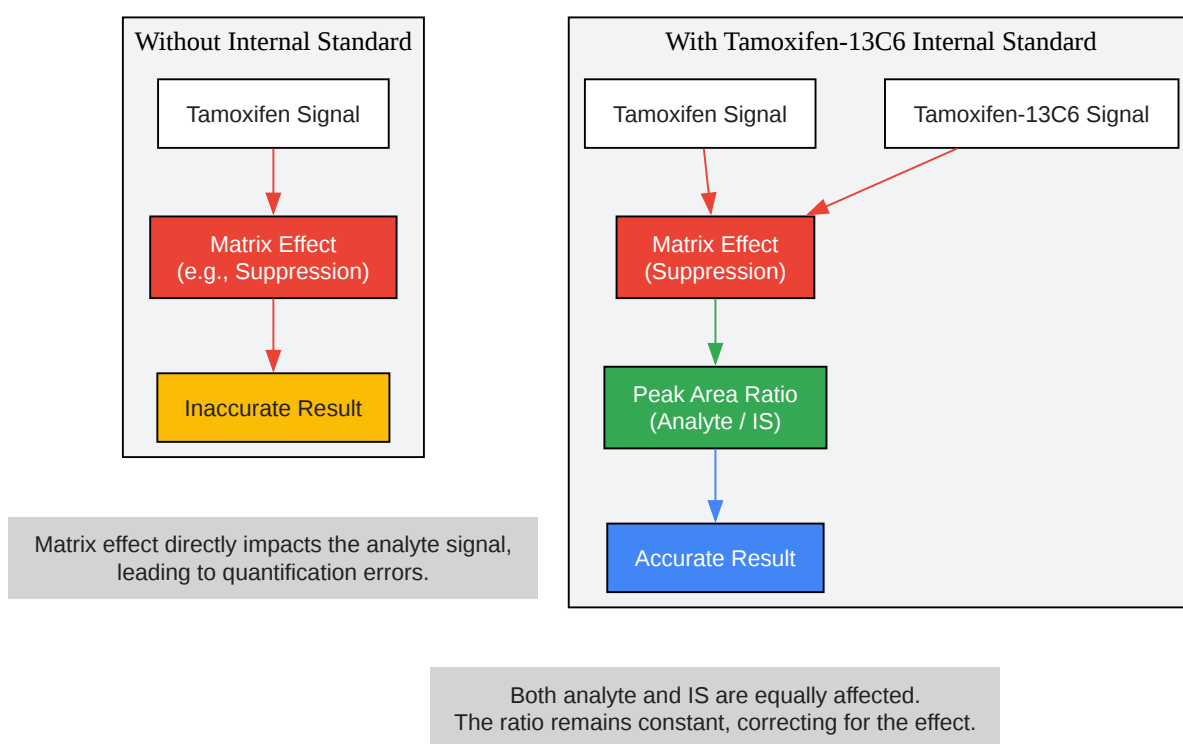 Without Internal Standard
Tamoxifen Signal
Matrix Effect
(e.g., Suppression)
Inaccurate Result
Matrix effect directly impacts the analyte signal,
leading to quantification errors.
With Tamoxifen-13C6 Internal Standard
Tamoxifen Signal
Tamoxifen-13C6 Signal
Matrix Effect
(Suppression)
Peak Area Ratio
(Analyte / IS)
Accurate Result
Both analyte and IS are equally affected.
The ratio remains constant, correcting for the effect.